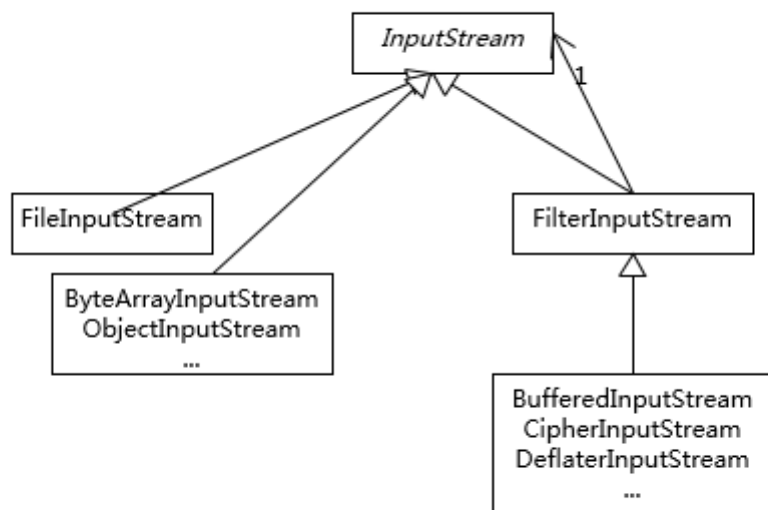 InputStream
1
FileInputStream
FilterInputStream
ByteArrayInputStream
ObjectInputStream
...
BufferedInputStream
CipherInputStream
DeflaterInputStream
...